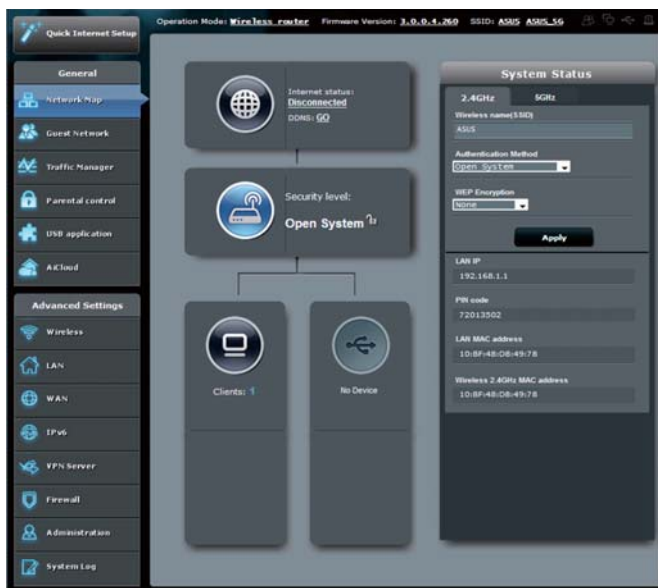 Quick Internet Setup
Operation Mode: Wireless router Firmware Version: 3.0.0.4.260 SSID: ASUS ASUS_5G
General
Network Map
Guest Network
Traffic Manager
Parental control
USB application
AiCloud
Advanced Settings
Wireless
LAN
WAN
IPv6
VPN Server
Firewall
Administration
System Log
Internet status:
Disconnected
DDNS: GO
Security level:
Open System
Clients: 1
No Device
System Status
2.4GHz 5GHz
Wireless name(SSID)
ASUS
Authentication Method
Open System
WEP Encryption
None
Apply
LAN IP
192.168.1.1
PIN code
72013502
LAN MAC address
10:BF:48:D8:49:78
Wireless 2.4GHz MAC address
10:BF:48:D8:49:78